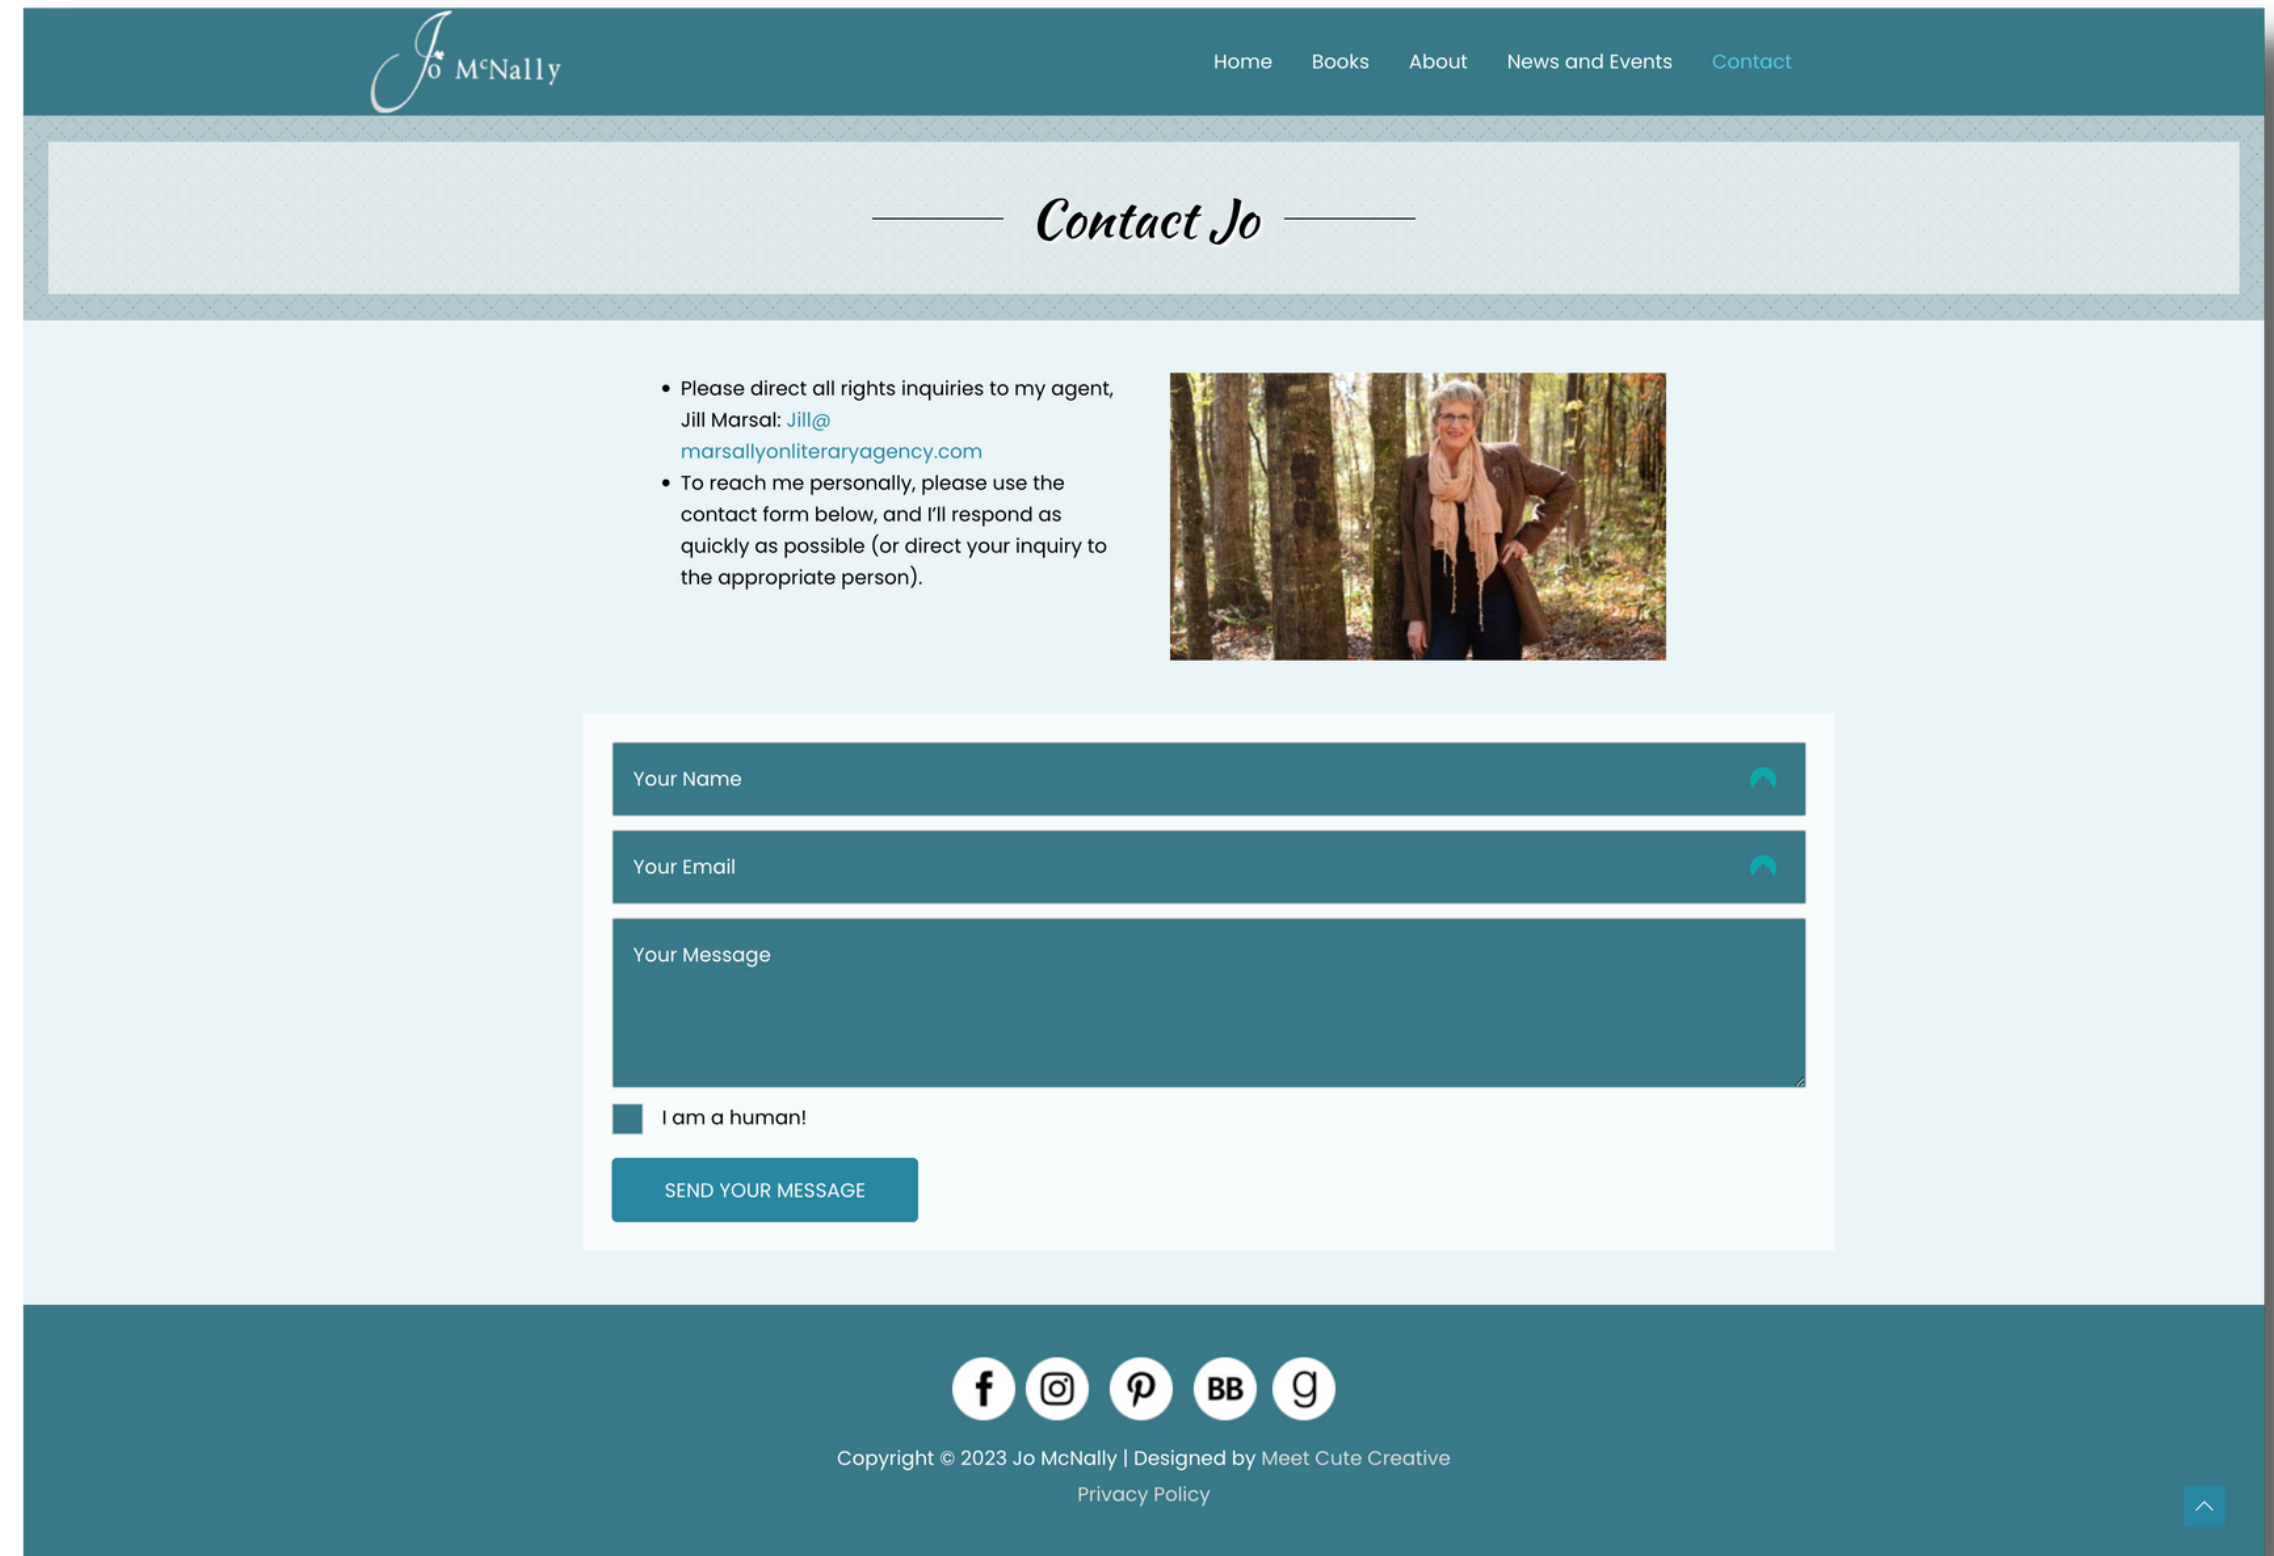 Jo McNally
Home Books About News and Events Contact
Contact Jo
• Please direct all rights inquiries to my agent,
Jill Marsal: Jill@
marsallyonliteraryagency.com
• To reach me personally, please use the
contact form below, and I'll respond as
quickly as possible (or direct your inquiry to
the appropriate person).
Your Name
Your Email
Your Message
I am a human!
SEND YOUR MESSAGE
f BB g
Copyright © 2023 Jo McNally | Designed by Meet Cute Creative
Privacy Policy